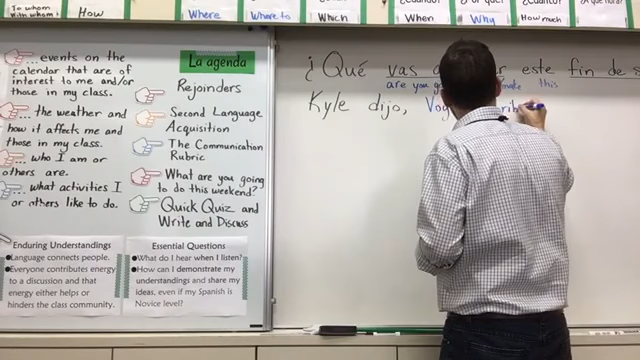 To whom
with whom
How
Where
Where to
Which
When
Why
How much
... events on the
calendar that are of
interest to me and/or
those in my class.
... the weather and
how it affects me and
those in my class.
... who I am or
others are.
... what activities I
or others like to do.
La agenda
Rejoinders
Second Language
Acquisition
The Communication
Rubric
What are you going
to do this weekend?
Quick Quiz and
Write and Discuss
Enduring Understandings
Language connects people.
Everyone contributes energy
to a discussion and that
energy either helps or
hinders the class community.
Essential Questions
What do I hear when I listen?
How can I demonstrate my
understandings and share my
ideas, even if my Spanish is
Novice level?
¿Qué vas este fin de
are you make this
Kyle dijo,